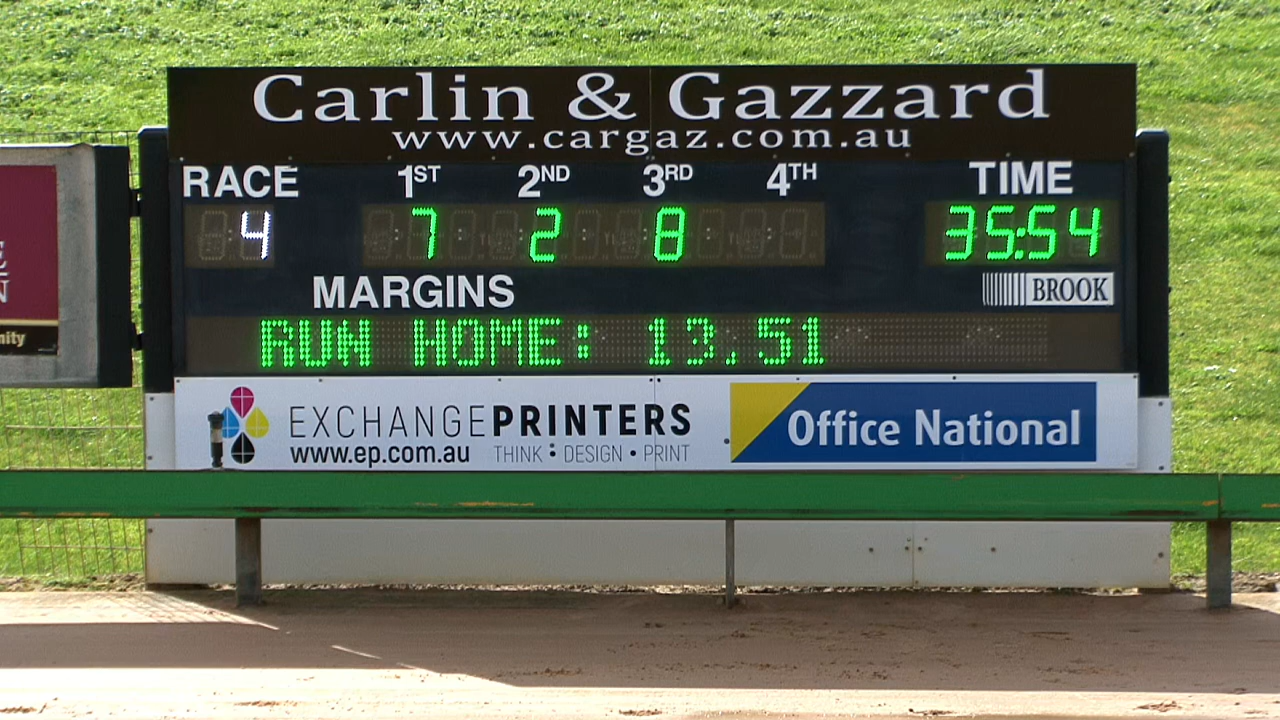 Carlin & Gazzard
www.cargaz.com.au
RACE 1ST 2ND 3RD 4TH TIME
4 7 2 8 35:54
MARGINS BROOK
RUN HOME: 13.51
EXCHANGEPRINTERS
www.ep.com.au THINK : DESIGN • PRINT
Office National
E
N
nity